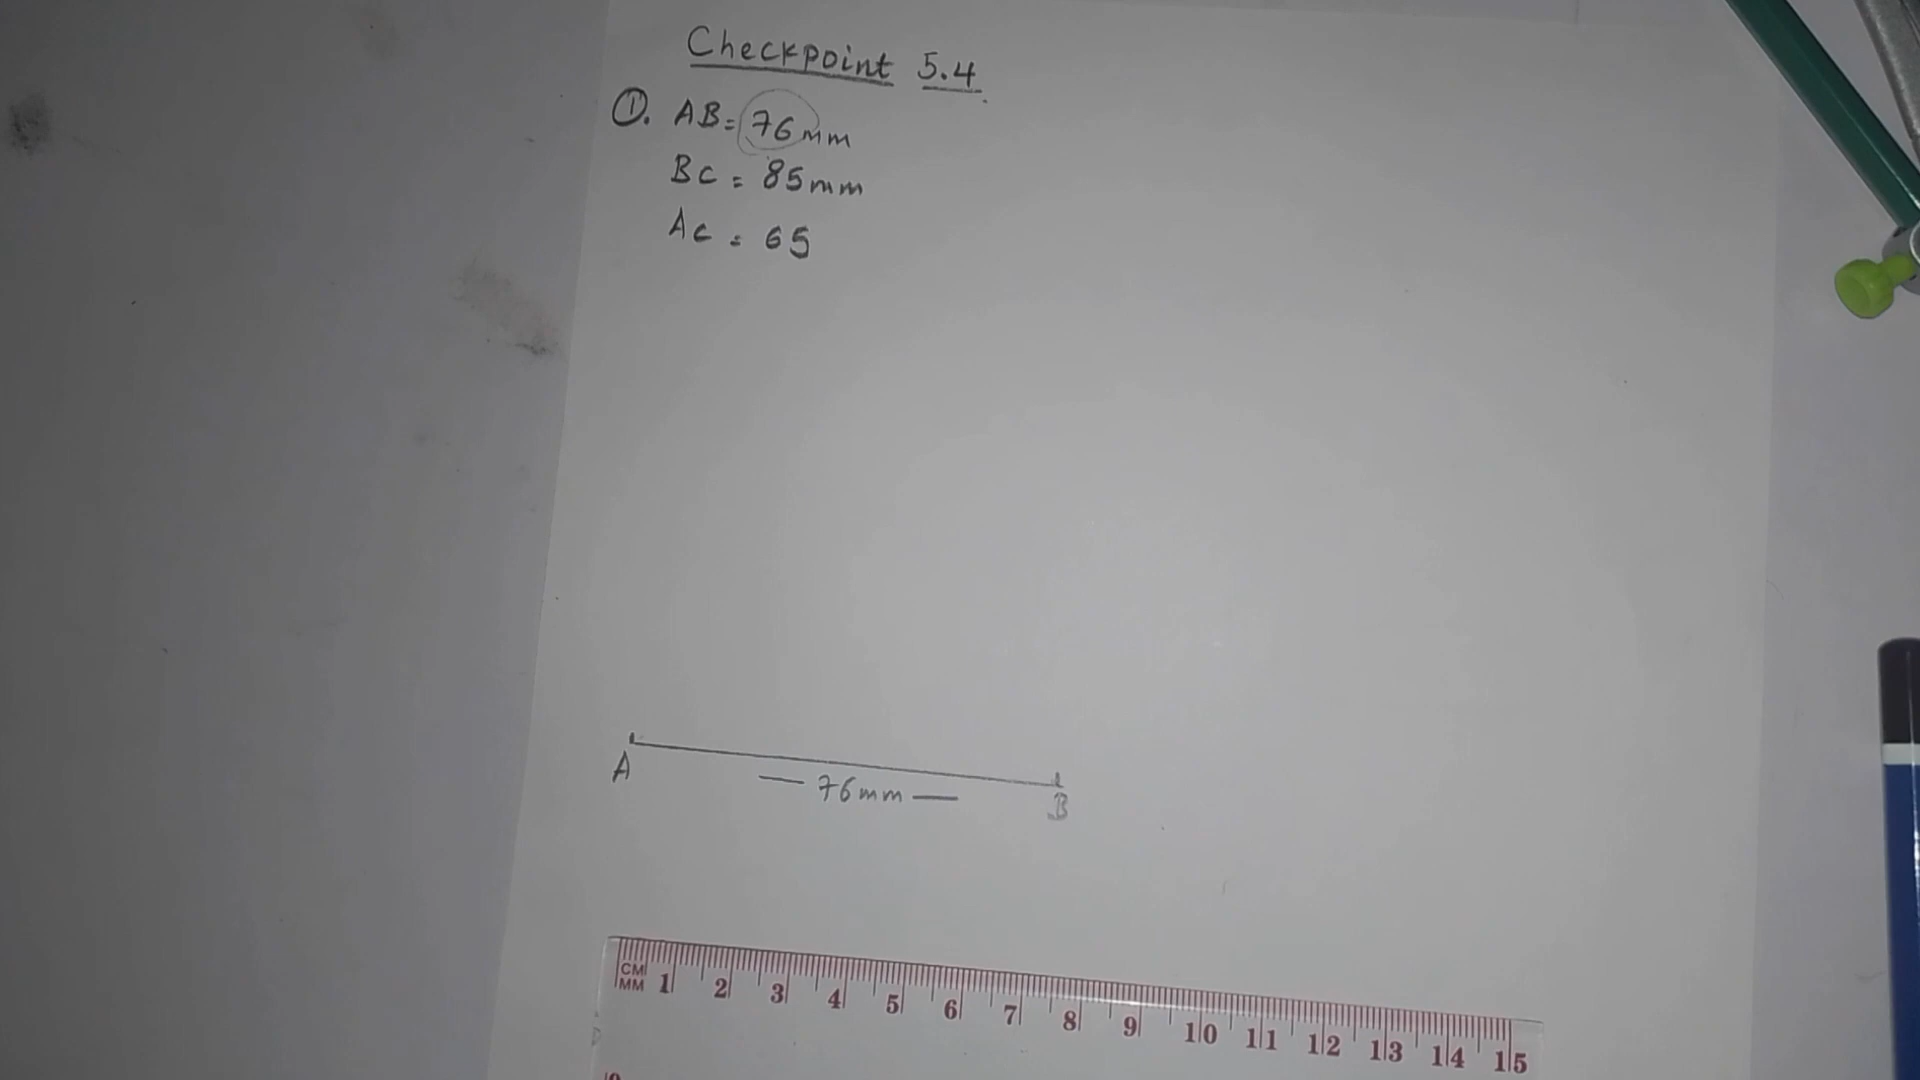 Checkpoint 5.4
①. AB = 76mm
BC = 85mm
AC = 65
A
76mm
B
CM
MM 1 2 3 4 5 6 7 8 9 10 11 12 13 14 15